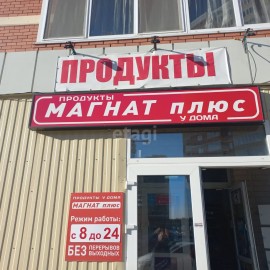 ПРОДУКТЫ
ПРОДУКТЫ
МАГНАТ ПЛЮС
У ДОМА
etagi
ПРОДУКТЫ У ДОМА
МАГНАТ ПЛЮС
Режим работы:
с 8 до 24
БЕЗ ПЕРЕРЫВОВ
ВЫХОДНЫХ